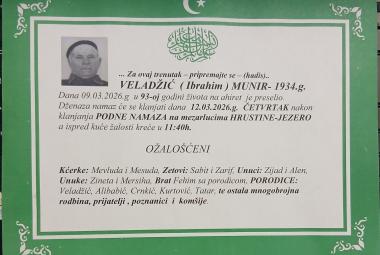 ... Za ovaj trenutak – pripremajte se – (hadis)..
VELADŽIĆ ( Ibrahim ) MUNIR- 1934.g.
Dana 09.03.2026.g u 93-oj godini života na ahiret je preselio.
Dženaza namaz će se klanjati dana 12.03.2026.g. ČETVRTAK nakon
klanjanja PODNE NAMAZA na mezarlucima HRUSTINE-JEZERO
a ispred kuće žalosti kreće u 11:40h.
OŽALOŠĆENI
Kćerke: Mevluda i Mesuda, Zetovi: Sabit i Zarif, Unuci: Zijad i Alen,
Unuke: Zineta i Mersiha, Brat Fehim sa porodicom, PORODICE:
Veladžić, Alibabić, Crnkić, Kurtović, Tatar, te ostala mnogobrojna
rodbina, prijatelji , poznanici i komšije.